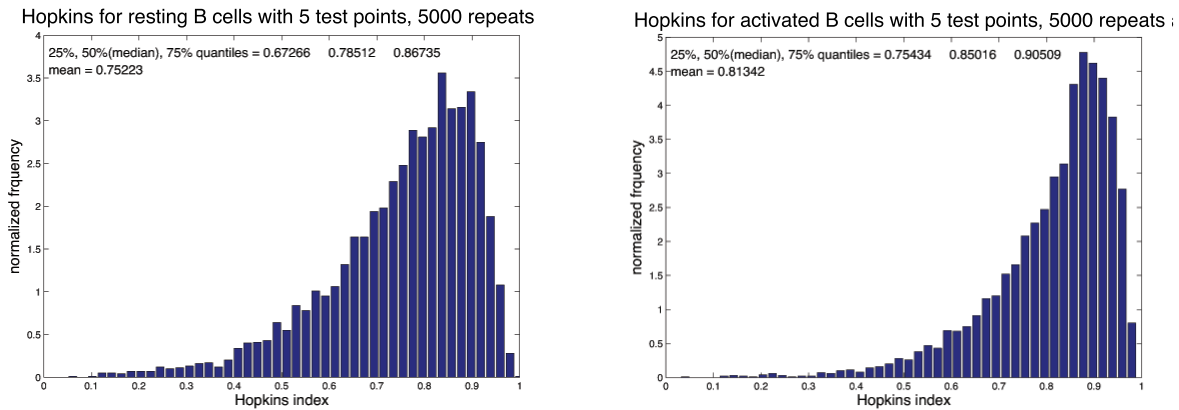 Hopkins for resting B cells with 5 test points, 5000 repeats
25%, 50%(median), 75% quantiles = 0.67266 0.78512 0.86735
mean = 0.75223
normalized frquency
4
3.5
3
2.5
2
1.5
1
0.5
0
0 0.1 0.2 0.3 0.4 0.5 0.6 0.7 0.8 0.9 1
Hopkins index
Hopkins for activated B cells with 5 test points, 5000 repeats
25%, 50%(median), 75% quantiles = 0.75434 0.85016 0.90509
mean = 0.81342
normalized frquency
5
4.5
4
3.5
3
2.5
2
1.5
1
0.5
0
0 0.1 0.2 0.3 0.4 0.5 0.6 0.7 0.8 0.9 1
Hopkins index